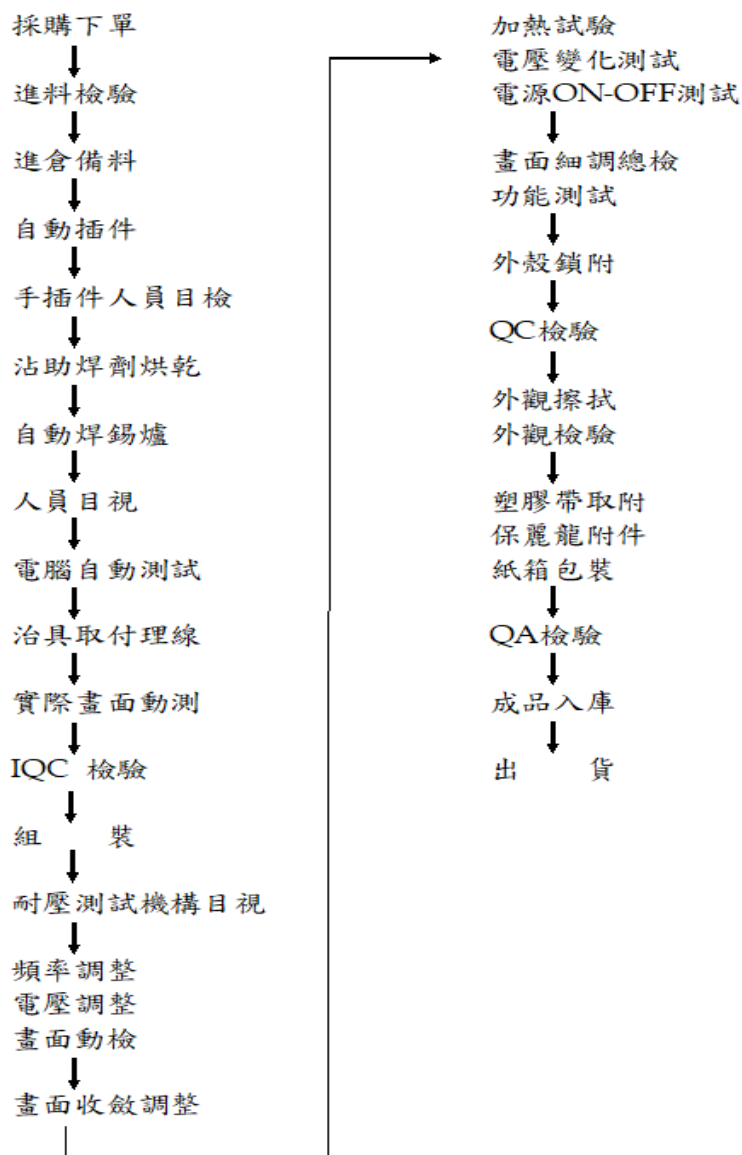 採購下單
進料檢驗
進倉備料
自動插件
手插件人員目檢
沾助焊劑烘乾
自動焊錫爐
人員目視
電腦自動測試
治具取付理線
實際畫面動測
IQC 檢驗
組 裝
耐壓測試機構目視
頻率調整
電壓調整
畫面動檢
畫面收斂調整
加熱試驗
電壓變化測試
電源ON-OFF測試
畫面細調總檢
功能測試
外殼鎖附
QC檢驗
外觀擦拭
外觀檢驗
塑膠帶取附
保麗龍附件
紙箱包裝
QA檢驗
成品入庫
出 貨